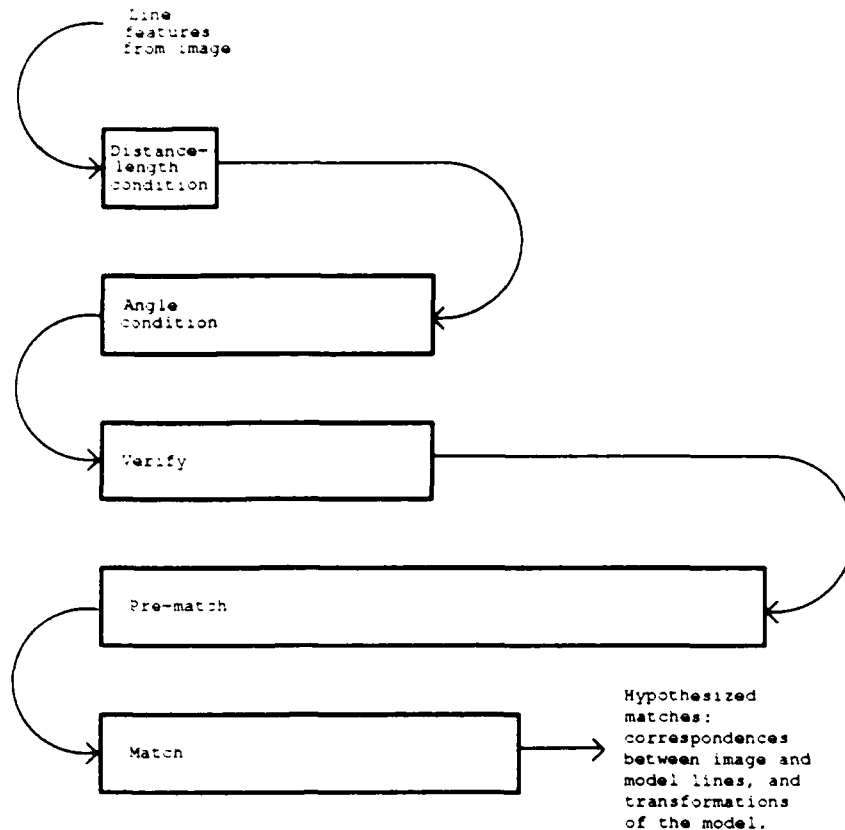 Line
features
from image
Distance-
length
condition
Angle
condition
Verify
Pre-match
Match
Hypothesized
matches:
correspondences
between image and
model lines, and
transformations
of the model.